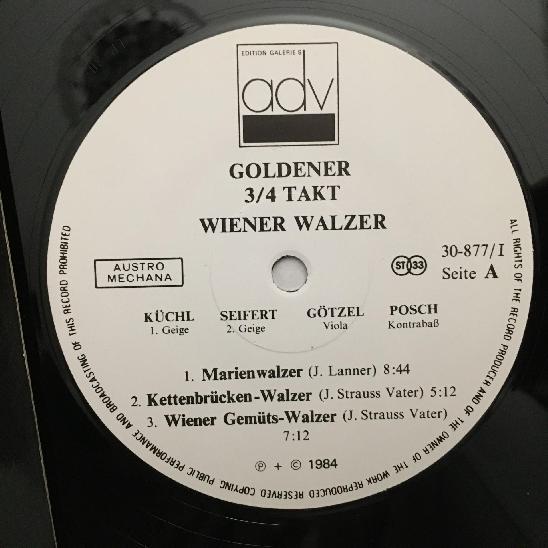 EDITION GALERIE S
adv
GOLDENER
3/4 TAKT
WIENER WALZER
AUSTRO
MECHANA
ST 33
30-877/I
Seite A
KÜCHL SEIFERT GÖTZEL POSCH
1. Geige 2. Geige Viola Kontrabaß
1. Marienwalzer (J. Lanner) 8:44
2. Kettenbrücken-Walzer (J. Strauss Vater) 5:12
3. Wiener Gemüts-Walzer (J. Strauss Vater)
7:12
℗ + © 1984
ALL RIGHTS OF THE RECORD PRODUCER AND OF THE OWNER OF THE WORK REPRODUCED RESERVED COPYING PUBLIC PERFORMANCE AND BROADCASTING OF THIS RECORD PROHIBITED